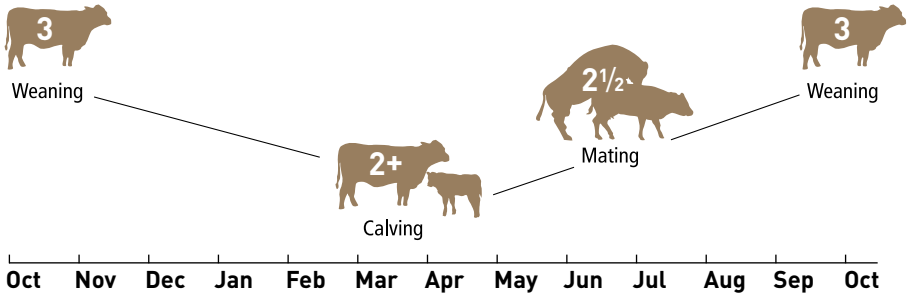 3
Weaning
2+
Calving
2½
Mating
3
Weaning
Oct Nov Dec Jan Feb Mar Apr May Jun Jul Aug Sep Oct